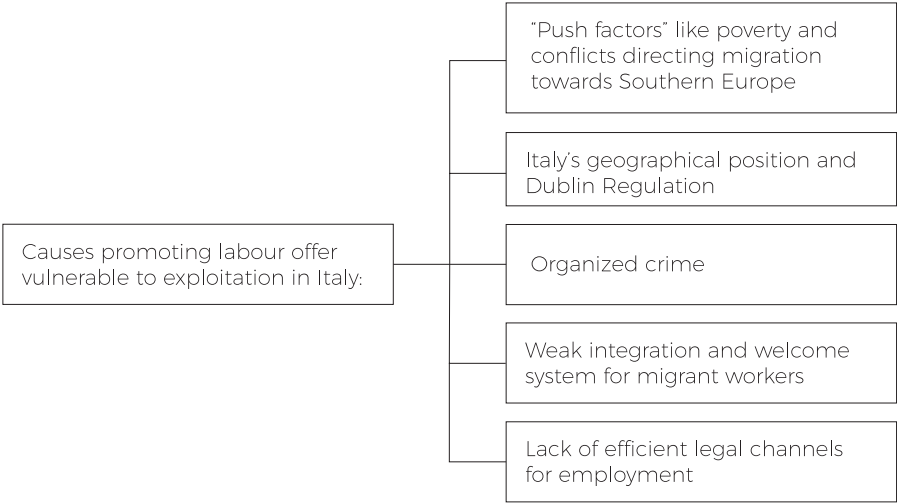 Causes promoting labour offer
vulnerable to exploitation in Italy:
“Push factors” like poverty and
conflicts directing migration
towards Southern Europe
Italy’s geographical position and
Dublin Regulation
Organized crime
Weak integration and welcome
system for migrant workers
Lack of efficient legal channels
for employment